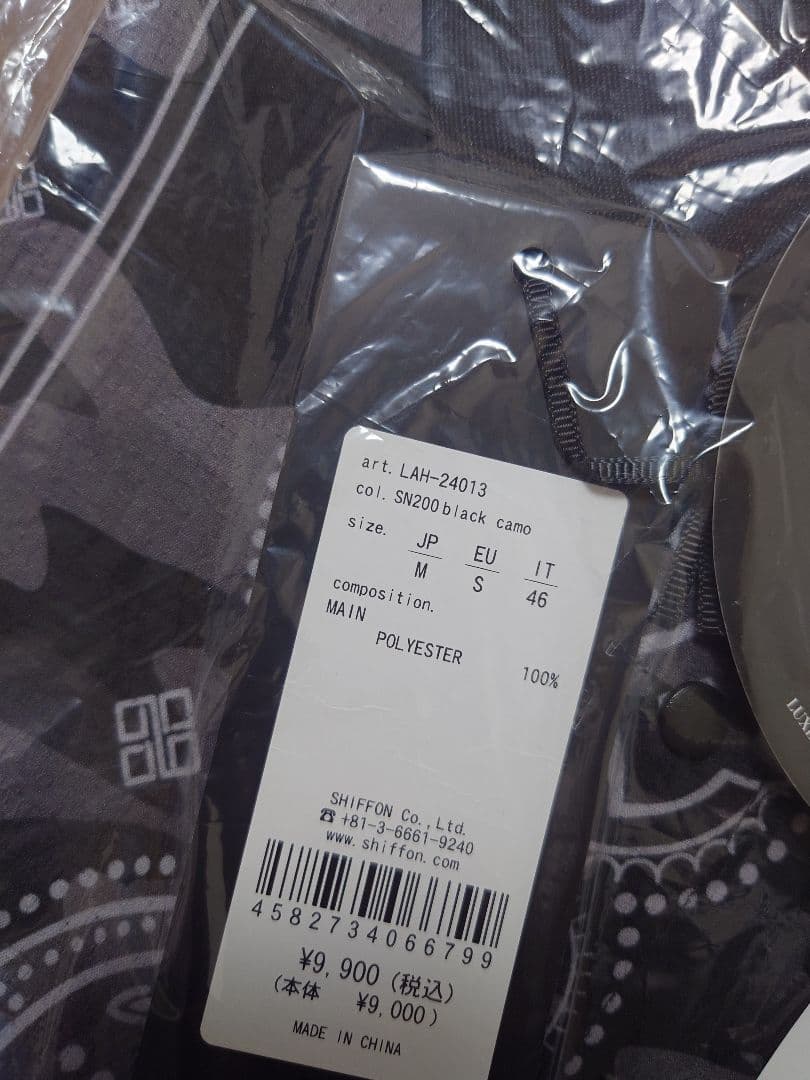 art. LAH-24013
col. SN200 black camo
size. JP EU IT
M S 46
composition.
MAIN
POLYESTER 100%
SHIFFON Co., Ltd.
☎ +81-3-6661-9240
www. shiffon. com
4582734066799
¥9, 900 (税込)
(本体 ¥9, 000 )
MADE IN CHINA